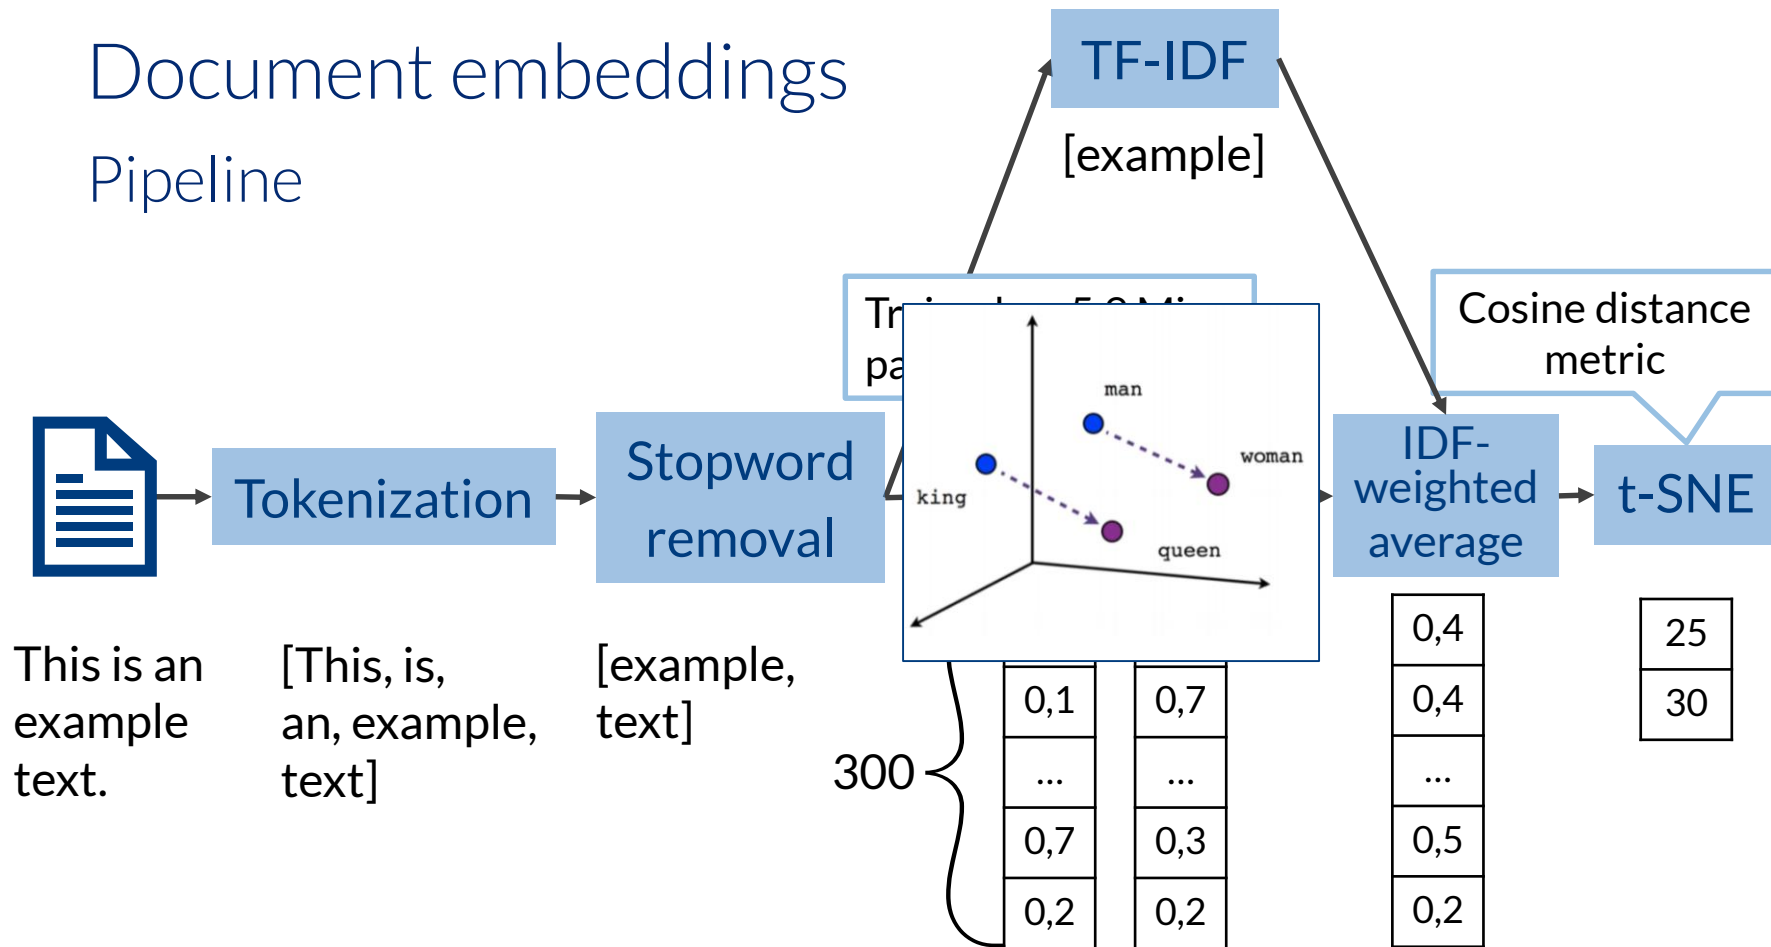 Document embeddings
Pipeline
TF-IDF
[example]
Cosine distance
metric
Tokenization
Stopword
removal
man
woman
king
queen
IDF-
weighted
average
t-SNE
This is an
example
text.
[This, is,
an, example,
text]
[example,
text]
300
0,1
...
0,7
0,2
0,7
...
0,3
0,2
0,4
0,4
...
0,5
0,2
25
30